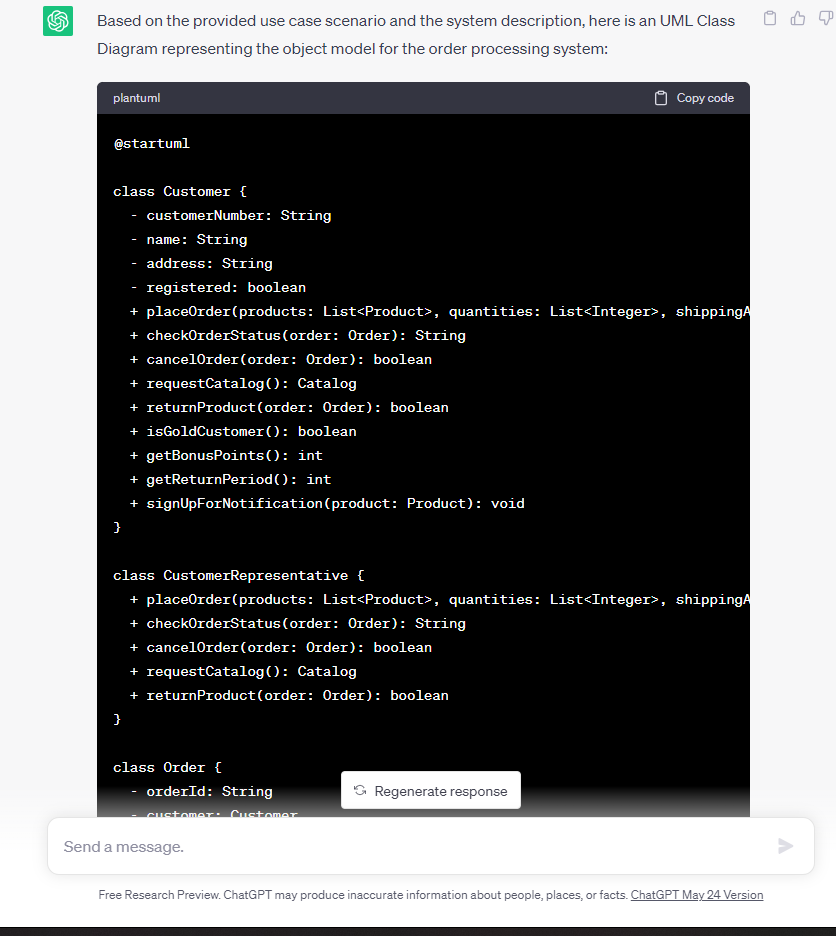 Based on the provided use case scenario and the system description, here is an UML Class
Diagram representing the object model for the order processing system:
plantuml
Copy code
@startuml
class Customer {
- customerNumber: String
- name: String
- address: String
- registered: boolean
+ placeOrder(products: List<Product>, quantities: List<Integer>, shippingA
+ checkOrderStatus(order: Order): String
+ cancelOrder(order: Order): boolean
+ requestCatalog(): Catalog
+ returnProduct(order: Order): boolean
+ isGoldCustomer(): boolean
+ getBonusPoints(): int
+ getReturnPeriod(): int
+ signUpForNotification(product: Product): void
}
class CustomerRepresentative {
+ placeOrder(products: List<Product>, quantities: List<Integer>, shippingA
+ checkOrderStatus(order: Order): String
+ cancelOrder(order: Order): boolean
+ requestCatalog(): Catalog
+ returnProduct(order: Order): boolean
}
class Order {
- orderId: String
- customer: Customer
Regenerate response
Send a message.
Free Research Preview. ChatGPT may produce inaccurate information about people, places, or facts. ChatGPT May 24 Version